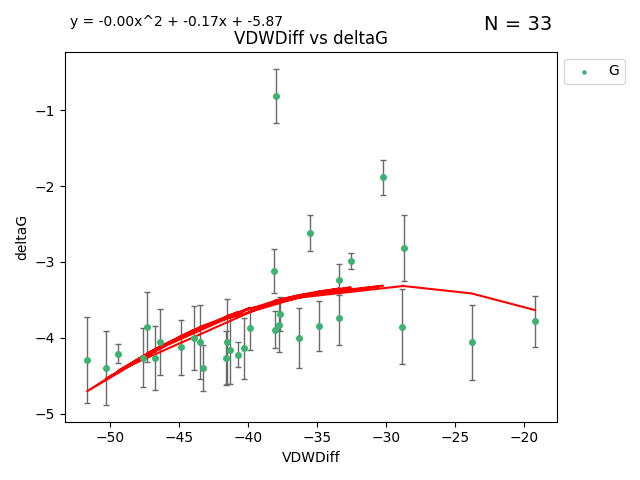 y = -0.00x^2 + -0.17x + -5.87
N = 33
VDWDiff vs deltaG
G
deltaG
−1
−2
−3
−4
−5
−50 −45 −40 −35 −30 −25 −20
VDWDiff